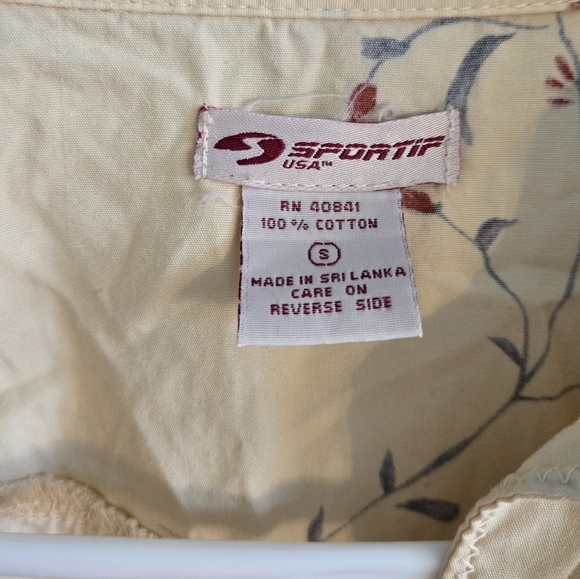 SPORTIF
USA™
RN 40841
100% COTTON
S
MADE IN SRI LANKA
CARE ON
REVERSE SIDE